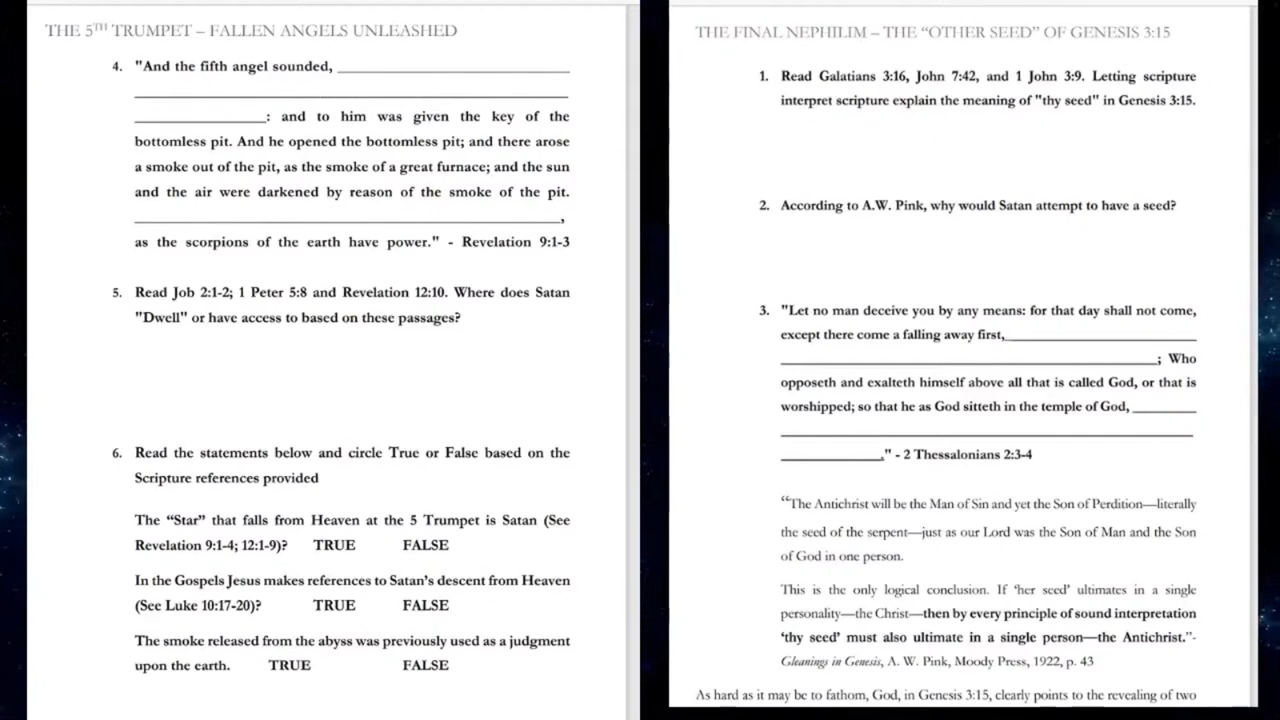 THE 5TH TRUMPET – FALLEN ANGELS UNLEASHED
4. "And the fifth angel sounded, ____________________
____________________
____________________: and to him was given the key of the
bottomless pit. And he opened the bottomless pit; and there arose
a smoke out of the pit, as the smoke of a great furnace; and the sun
and the air were darkened by reason of the smoke of the pit.
____________________,
as the scorpions of the earth have power." - Revelation 9:1-3
5. Read Job 2:1-2; 1 Peter 5:8 and Revelation 12:10. Where does Satan
"Dwell" or have access to based on these passages?
6. Read the statements below and circle True or False based on the
Scripture references provided
The “Star” that falls from Heaven at the 5 Trumpet is Satan (See
Revelation 9:1-4; 12:1-9)? TRUE FALSE
In the Gospels Jesus makes references to Satan’s descent from Heaven
(See Luke 10:17-20)? TRUE FALSE
The smoke released from the abyss was previously used as a judgment
upon the earth. TRUE FALSE
THE FINAL NEPHILIM – THE “OTHER SEED” OF GENESIS 3:15
1. Read Galatians 3:16, John 7:42, and 1 John 3:9. Letting scripture
interpret scripture explain the meaning of "thy seed" in Genesis 3:15.
2. According to A.W. Pink, why would Satan attempt to have a seed?
3. "Let no man deceive you by any means: for that day shall not come,
except there come a falling away first,____________________
____________________; Who
opposeth and exalteth himself above all that is called God, or that is
worshipped; so that he as God sitteth in the temple of God, ________
____________________
____________________." - 2 Thessalonians 2:3-4
“The Antichrist will be the Man of Sin and yet the Son of Perdition—literally
the seed of the serpent—just as our Lord was the Son of Man and the Son
of God in one person.
This is the only logical conclusion. If ‘her seed’ ultimates in a single
personality—the Christ—then by every principle of sound interpretation
‘thy seed’ must also ultimate in a single person—the Antichrist.”-
Gleanings in Genesis, A. W. Pink, Moody Press, 1922, p. 43
As hard as it may be to fathom, God, in Genesis 3:15, clearly points to the revealing of two